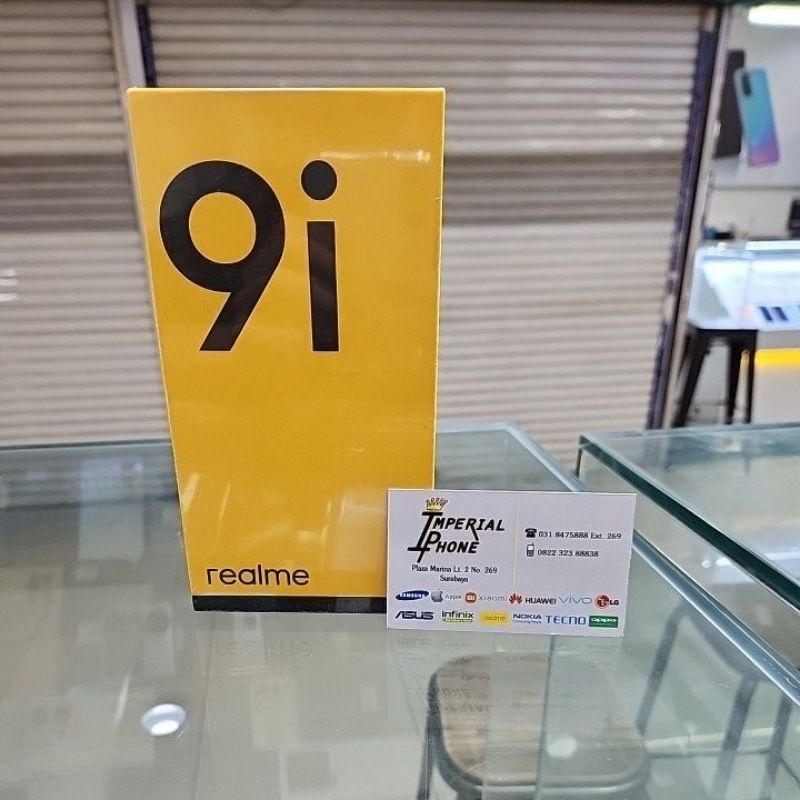 9i
realme
IMPERIAL
PHONE
Plaza Marina Lt. 2 No. 269
Surabaya
031 8475888 Ext. 269
0822 323 88838
SAMSUNG Apple xiaomi HUAWEI vivo LG
ASUS Infinix realme NOKIA TECNO oppo